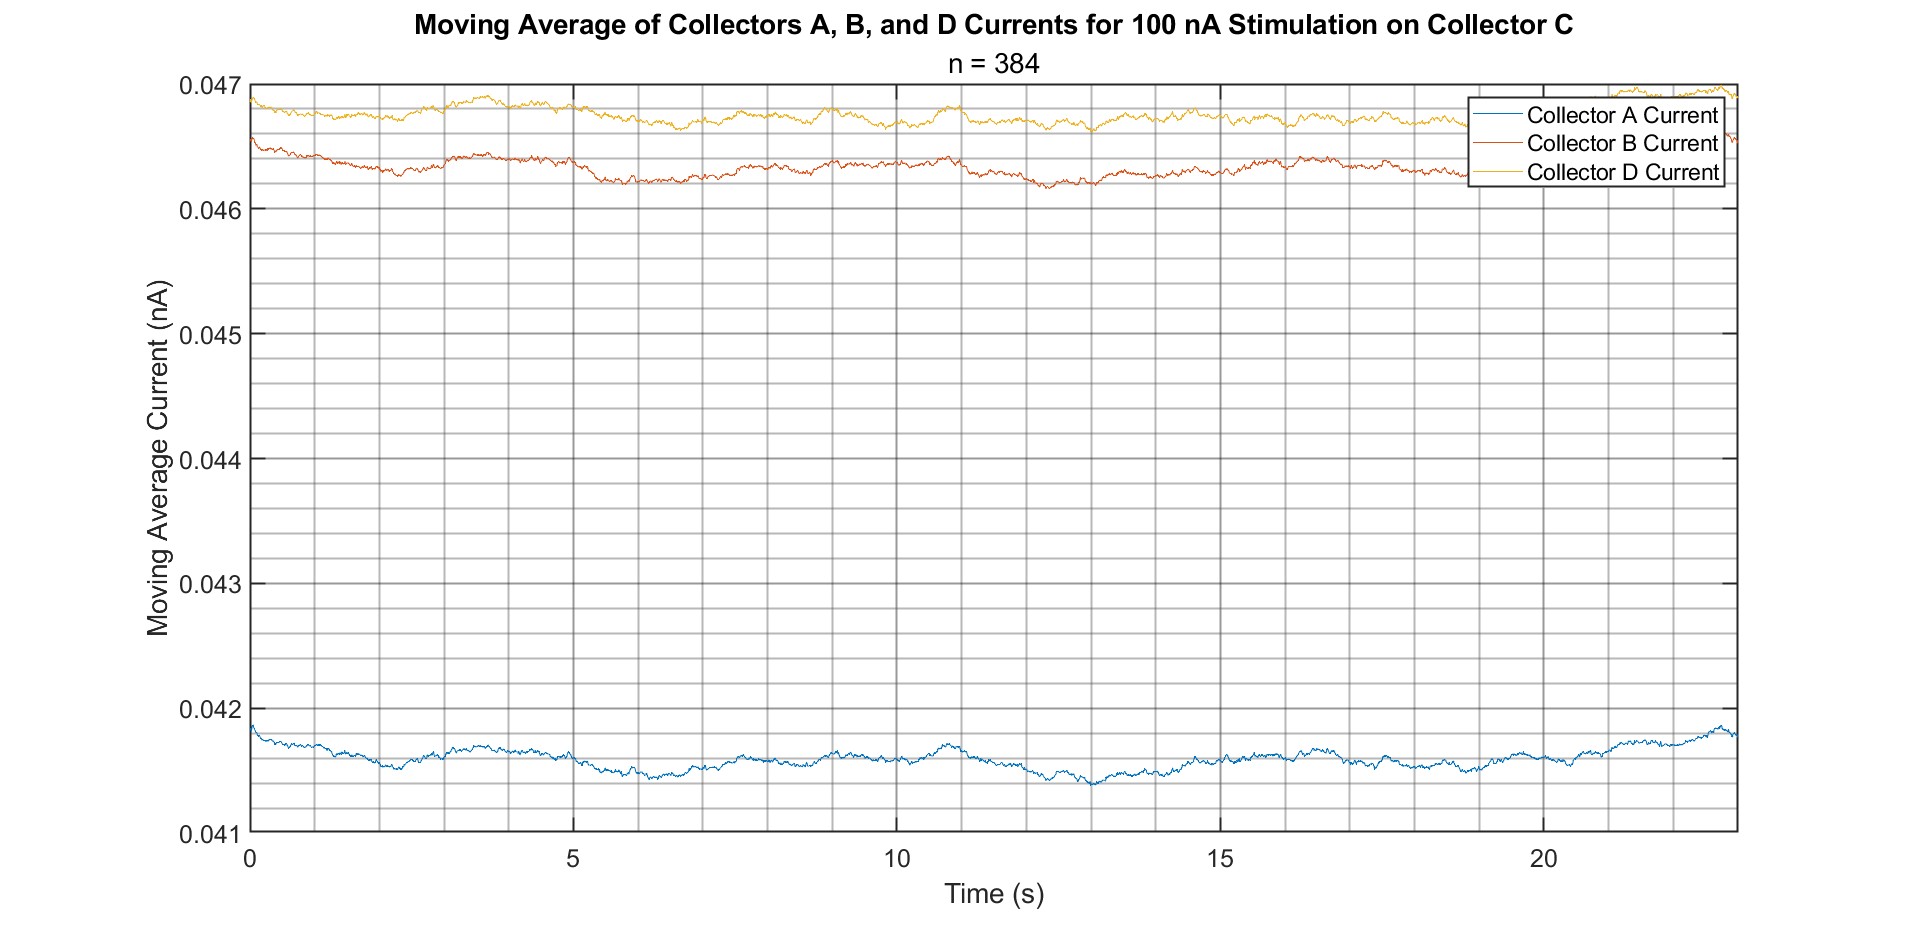 Moving Average of Collectors A, B, and D Currents for 100 nA Stimulation on Collector C
n = 384
Moving Average Current (nA)
0.047
0.046
0.045
0.044
0.043
0.042
0.041
Collector A Current
Collector B Current
Collector D Current
0 5 10 15 20
Time (s)